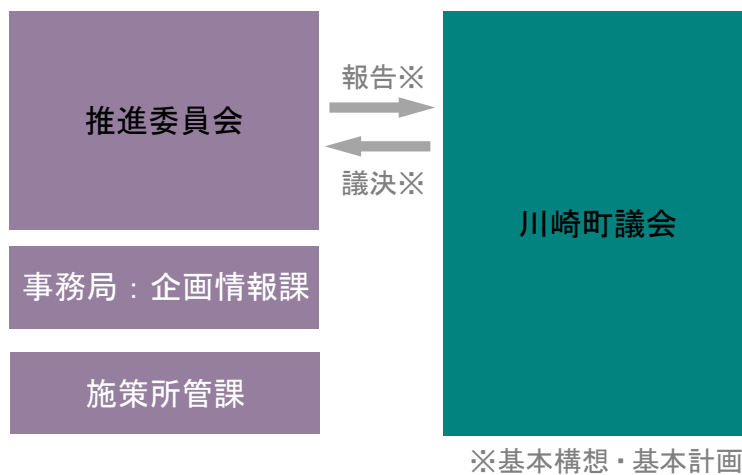 推進委員会
報告※
議決※
川崎町議会
事務局：企画情報課
施策所管課
※基本構想・基本計画